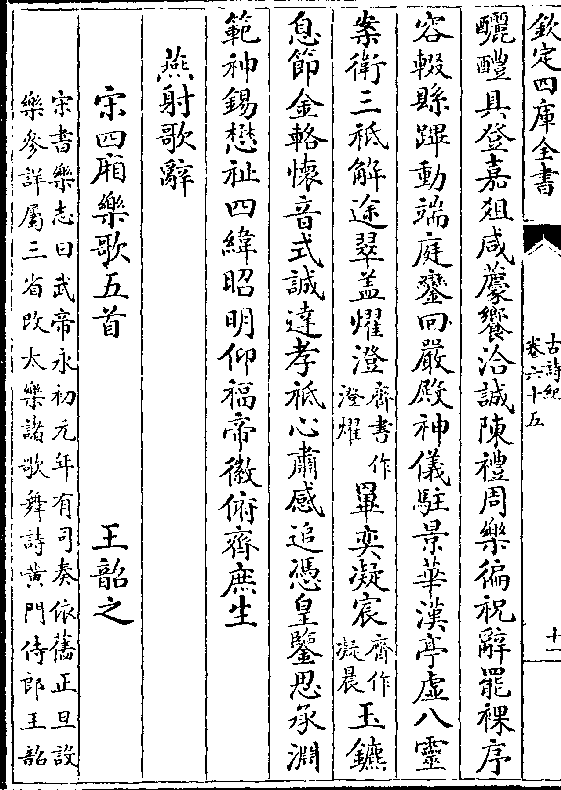 欽定四庫全書
古詩紀
卷六十五
十一
醴醴具登嘉俎咸薦饗洽誠陳禮周樂徧祝辭罷祼序
容輟縣蹕動端庭鑾回嚴殿神儀駐景華漢亭虛八靈
案衛三祗解途翠蓋燿澄齊書作澄燿畢奕凝宸齊作凝晨玉鑣
息節金輅懷音式誠達孝祗心肅感追憑皇鑒思承淵
範神錫懋祉四緯昭明仰福帝徽俯齊庶生
燕射歌辭
宋四廂樂歌五首 王韶之
宋書樂志曰武帝永初元年有司奏依舊正旦設
樂參詳屬三省改太樂諸歌舞詩黃門侍郎王韶